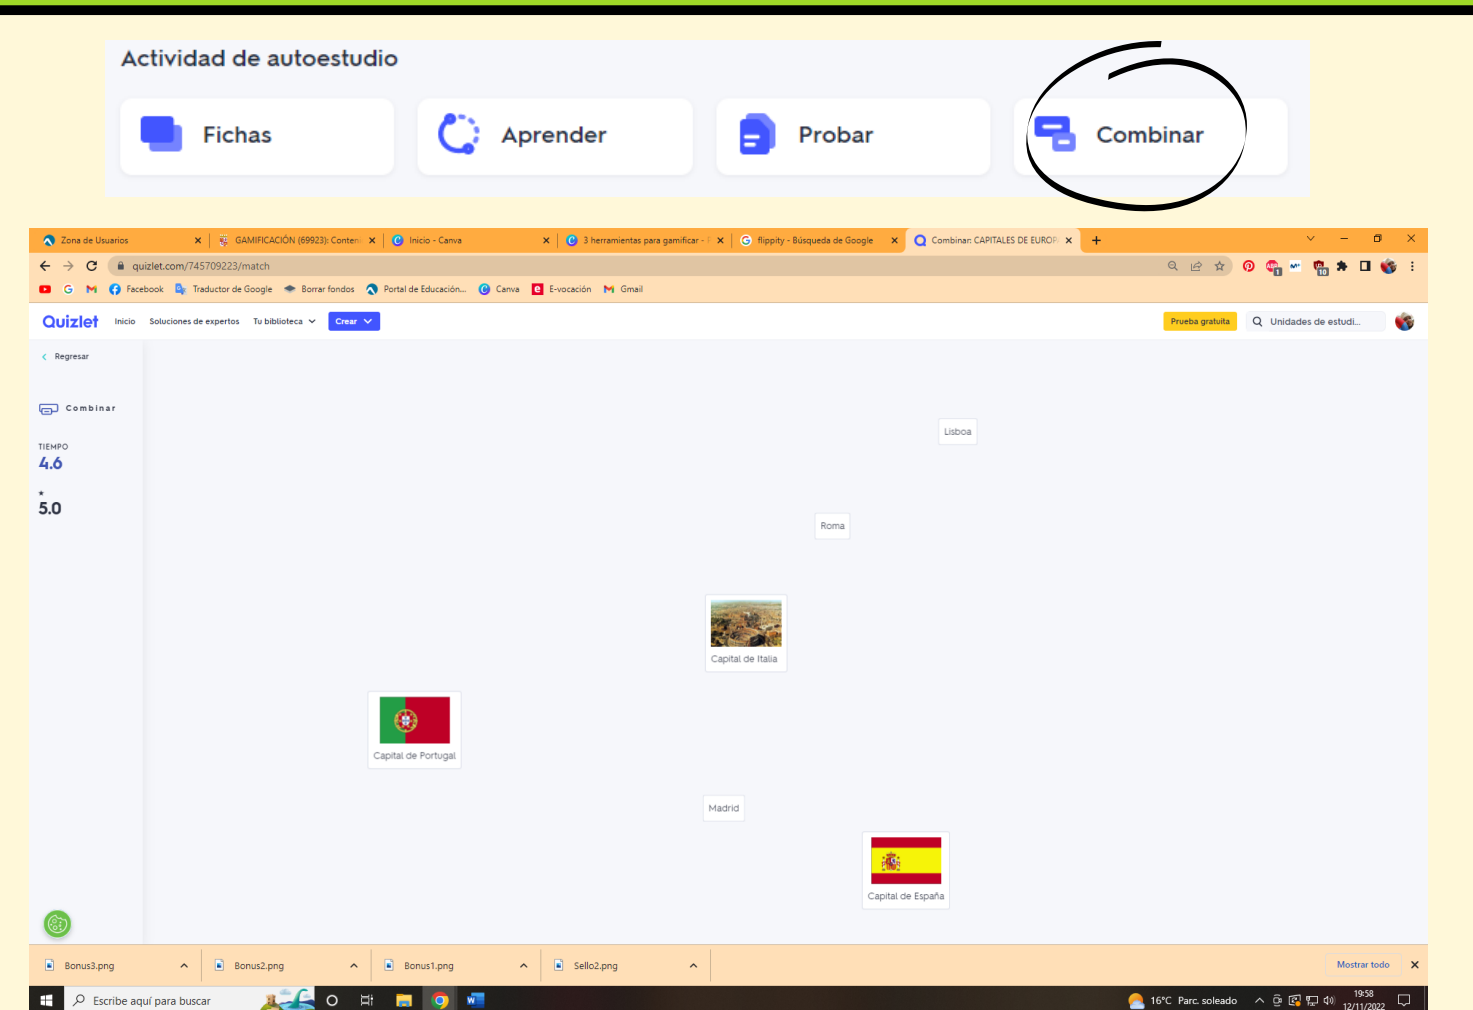 Actividad de autoestudio
Fichas
Aprender
Probar
Combinar
Zona de Usuarios
GAMIFICACIÓN (69923): Conteni
Inicio - Canva
3 herramientas para gamificar -
flippity - Búsqueda de Google
Combinar: CAPITALES DE EUROP
quizlet.com/745709223/match
Facebook
Traductor de Google
Borrar fondos
Portal de Educación...
Canva
E-vocación
Gmail
Quizlet
Inicio
Soluciones de expertos
Tu biblioteca
Crear
Prueba gratuita
Unidades de estudi...
Regresar
Combinar
TIEMPO
4.6
5.0
Lisboa
Roma
Capital de Italia
Capital de Portugal
Madrid
Capital de España
Bonus3.png
Bonus2.png
Bonus1.png
Sello2.png
Mostrar todo
Escribe aquí para buscar
16°C Parc. soleado
19:58
12/11/2022